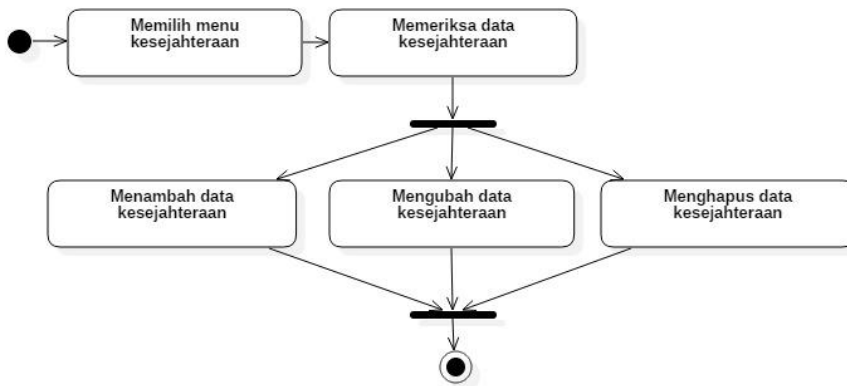 Memilih menu
kesejahteraan
Memeriksa data
kesejahteraan
Menambah data
kesejahteraan
Mengubah data
kesejahteraan
Menghapus data
kesejahteraan